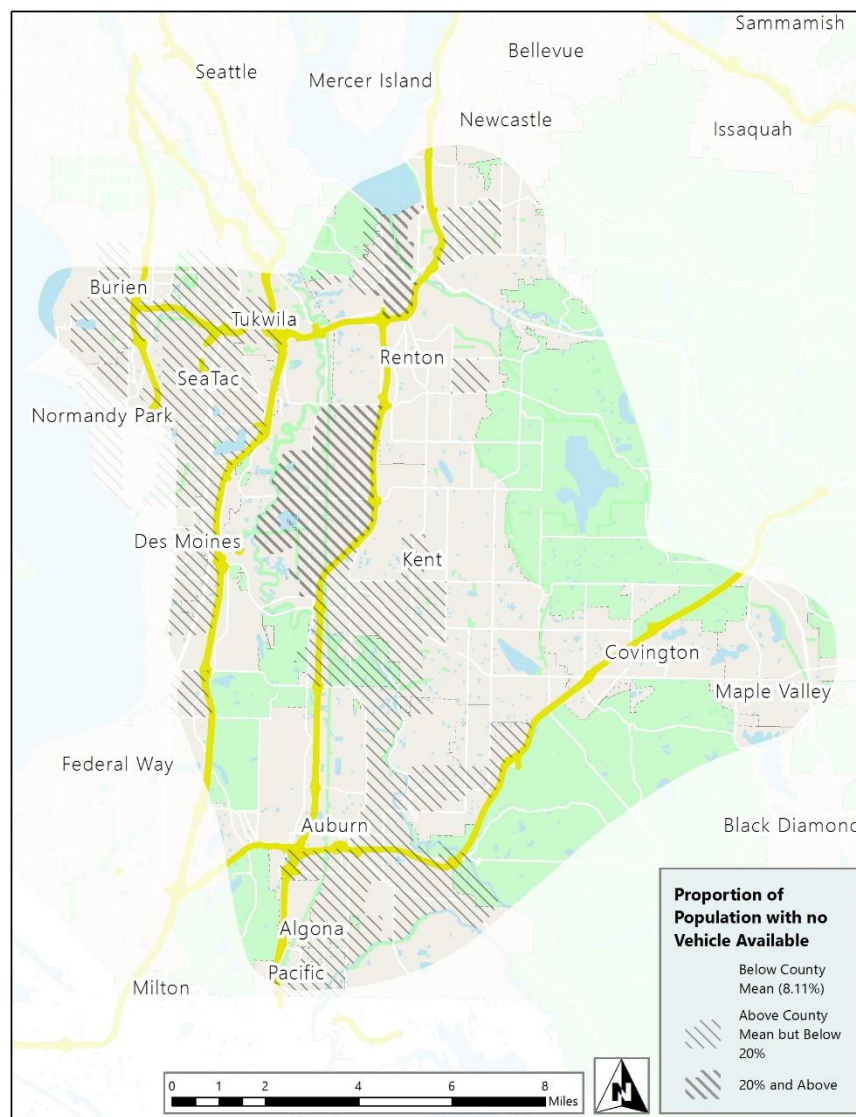 Sammamish
Bellevue
Seattle
Mercer Island
Newcastle
Issaquah
Burien
Tukwila
Renton
SeaTac
Normandy Park
Des Moines
Kent
Covington
Maple Valley
Federal Way
Auburn
Black Diamond
Algona
Pacific
Milton
Proportion of
Population with no
Vehicle Available
Below County
Mean (8.11%)
Above County
Mean but Below
20%
20% and Above
0 1 2 4 6 8
Miles
N